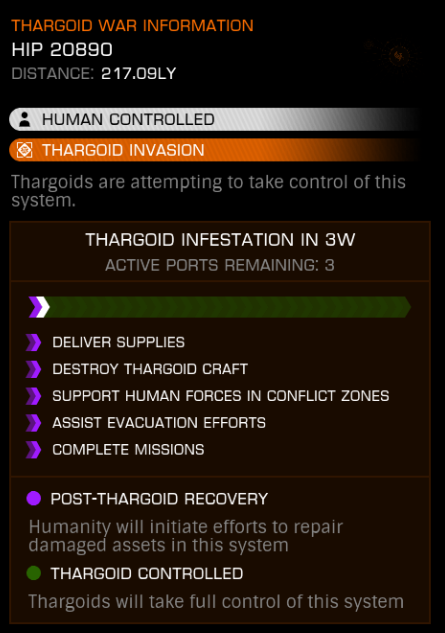 THARGOID WAR INFORMATION
HIP 20890
DISTANCE: 217.09LY
HUMAN CONTROLLED
THARGOID INVASION
Thargoids are attempting to take control of this
system.
THARGOID INFESTATION IN 3W
ACTIVE PORTS REMAINING: 3
DELIVER SUPPLIES
DESTROY THARGOID CRAFT
SUPPORT HUMAN FORCES IN CONFLICT ZONES
ASSIST EVACUATION EFFORTS
COMPLETE MISSIONS
POST-THARGOID RECOVERY
Humanity will initiate efforts to repair
damaged assets in this system
THARGOID CONTROLLED
Thargoids will take full control of this system